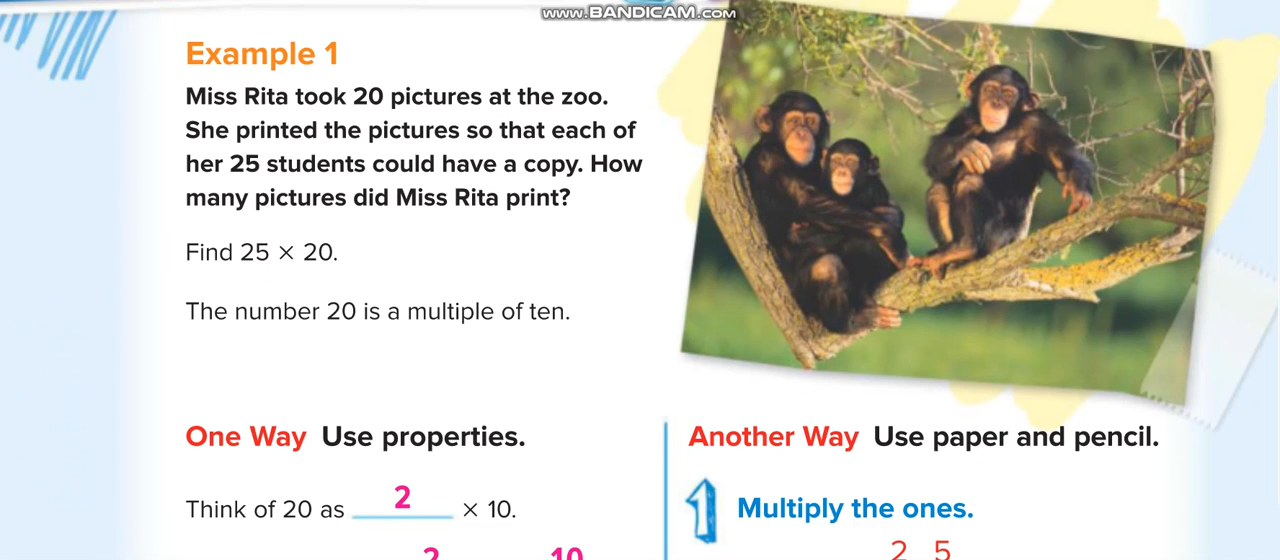 www.BANDICAM.com
Example 1
Miss Rita took 20 pictures at the zoo.
She printed the pictures so that each of
her 25 students could have a copy. How
many pictures did Miss Rita print?
Find 25 × 20.
The number 20 is a multiple of ten.
One Way Use properties.
Think of 20 as 2 × 10.
2 10
Another Way Use paper and pencil.
1 Multiply the ones.
2 5